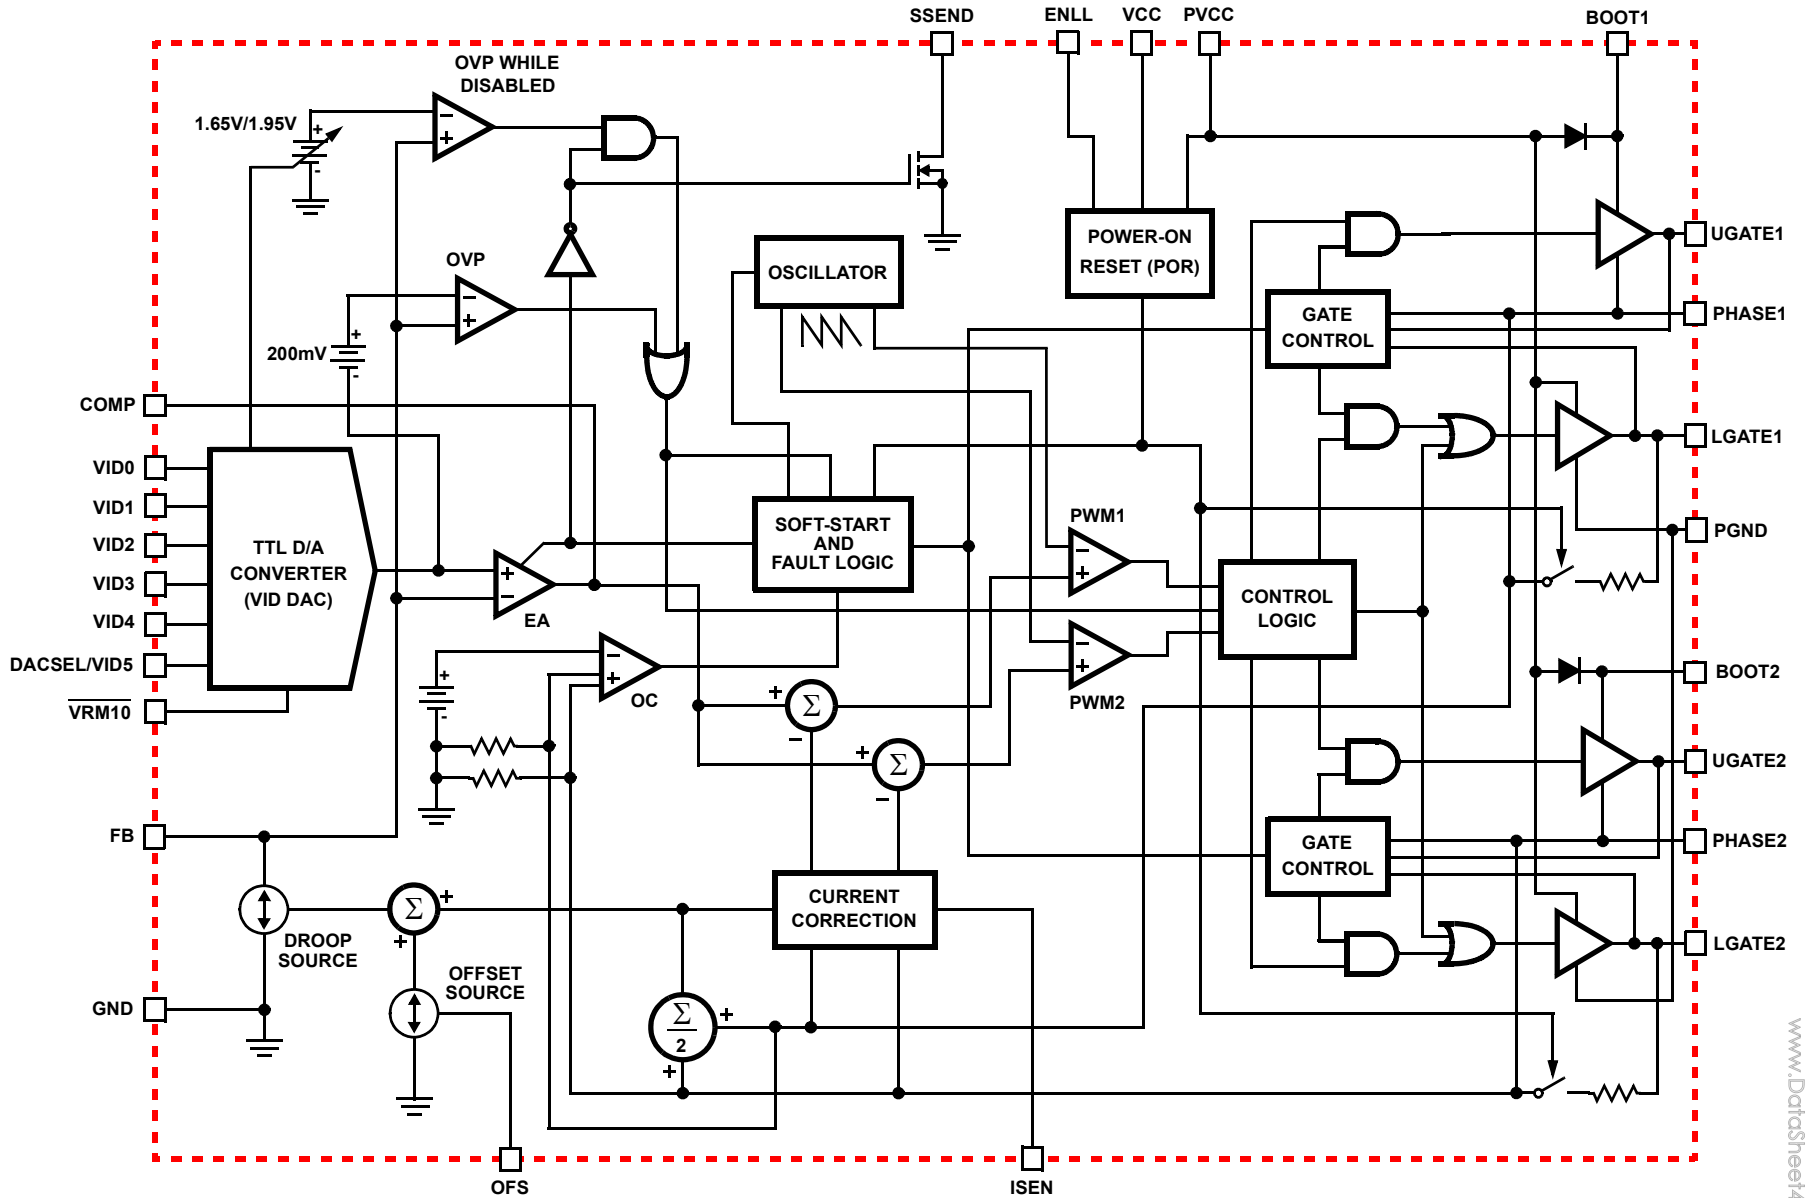 SSEND
ENLL
VCC
PVCC
BOOT1
OVP WHILE
DISABLED
1.65V/1.95V
+
-
-
+
OVP
-
+
200mV
+
-
OSCILLATOR
POWER-ON
RESET (POR)
UGATE1
GATE
CONTROL
PHASE1
COMP
LGATE1
VID0
VID1
VID2
VID3
VID4
DACSEL/VID5
VRM10
TTL D/A
CONVERTER
(VID DAC)
+
-
EA
SOFT-START
AND
FAULT LOGIC
PWM1
-
+
PGND
CONTROL
LOGIC
-
+
PWM2
+
-
-
+
+
OC
+
Σ
-
+
Σ
-
BOOT2
UGATE2
FB
GATE
CONTROL
PHASE2
CURRENT
CORRECTION
Σ
+
+
DROOP
SOURCE
OFFSET
SOURCE
LGATE2
GND
Σ
2
+
+
OFS
ISEN
www.DataSheet4